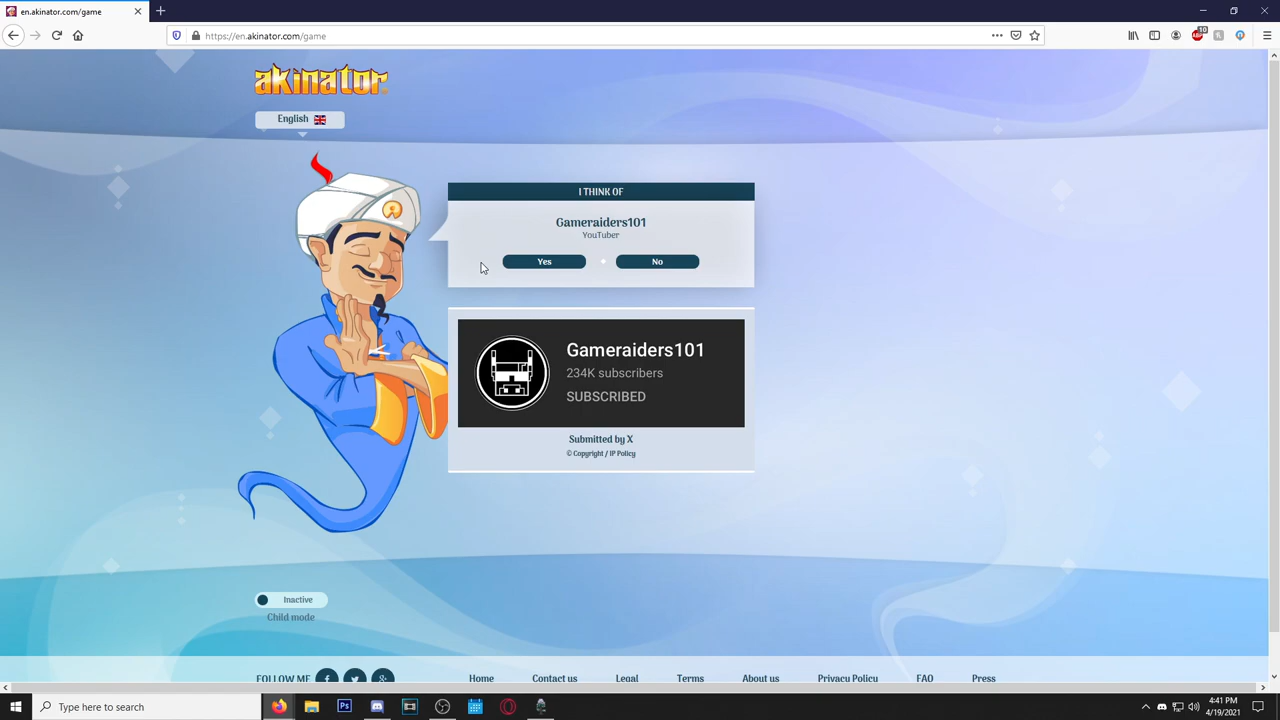 en.akinator.com/game
https://en.akinator.com/game
10
akinator
English
I THINK OF
Gameraiders101
YouTuber
Yes
No
Gameraiders101
234K subscribers
SUBSCRIBED
Submitted by X
© Copyright / IP Policy
Inactive
Child mode
FOLLOW ME
Home Contact us Legal Terms About us Privacy Policy FAQ Press
Type here to search
4:41 PM
4/19/2021